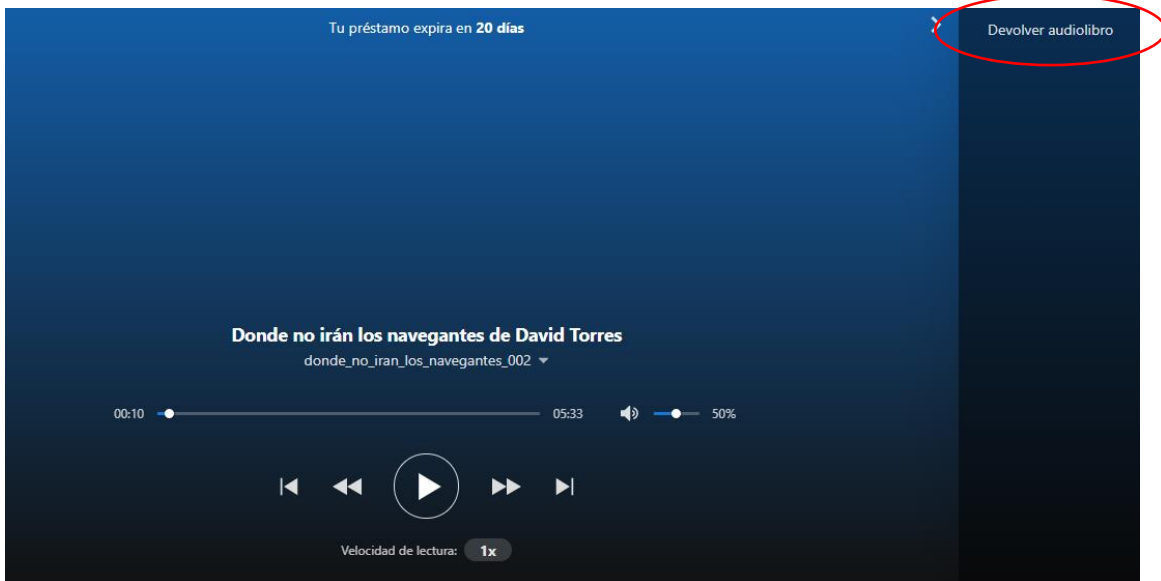 Tu préstamo expira en 20 días
Devolver audiolibro
Donde no irán los navegantes de David Torres
donde_no_iran_los_navegantes_002
00:10
05:33
50%
Velocidad de lectura: 1x